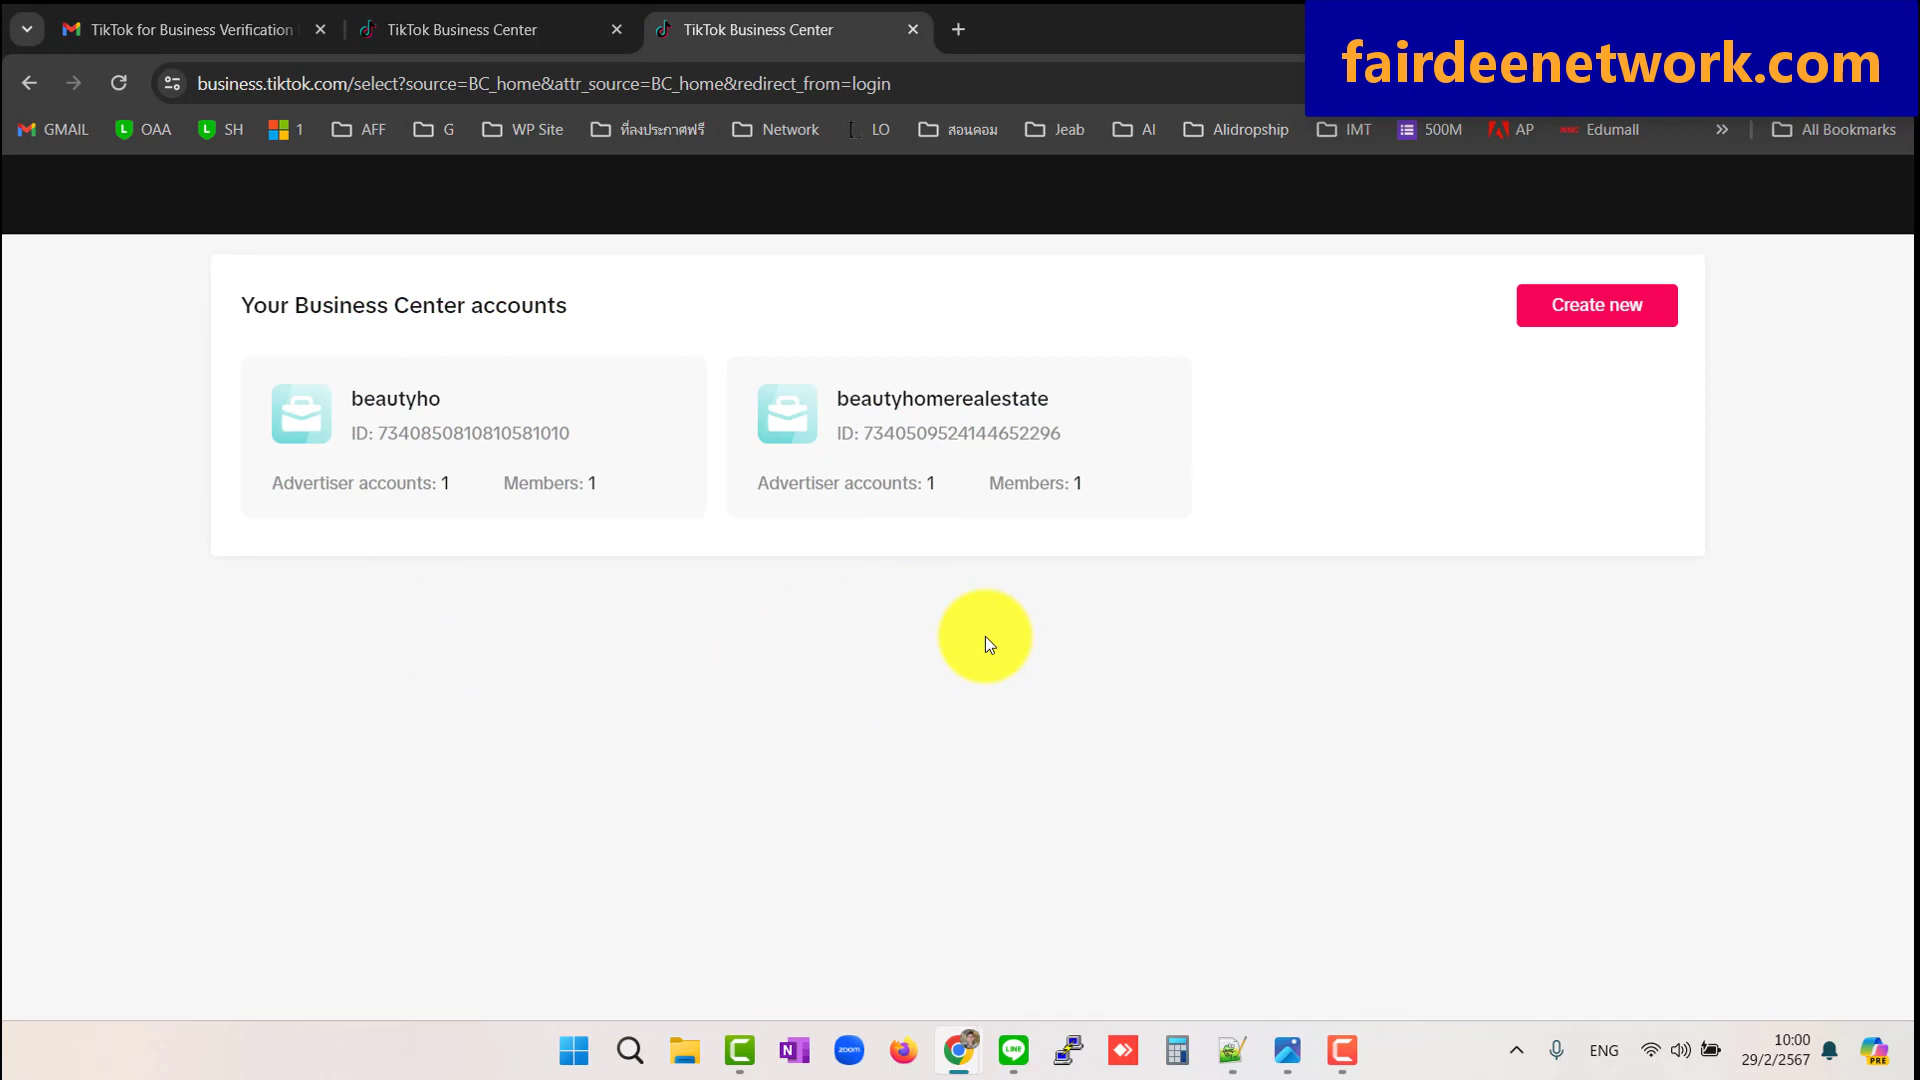 TikTok for Business Verification
TikTok Business Center
TikTok Business Center
fairdeenetwork.com
business.tiktok.com/select?source=BC_home&attr_source=BC_home&redirect_from=login
GMAIL
OAA
SH
1
AFF
G
WP Site
ที่ลงประกาศฟรี
Network
LO
สอนคอม
Jeab
AI
Alidropship
IMT
500M
AP
Edumall
All Bookmarks
Your Business Center accounts
Create new
beautyho
ID: 7340850810810581010
Advertiser accounts: 1
Members: 1
beautyhomerealestate
ID: 7340509524144652296
Advertiser accounts: 1
Members: 1
zoom
LINE
ENG
10:00
29/2/2567
PRE